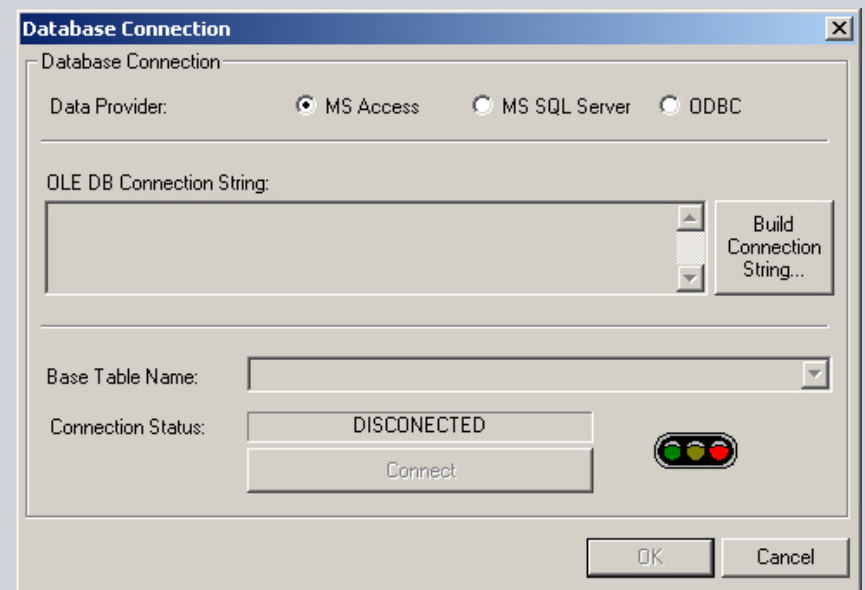 Database Connection
Database Connection
Data Provider:
MS Access
MS SQL Server
ODBC
OLE DB Connection String:
Build
Connection
String...
Base Table Name:
Connection Status:
DISCONECTED
Connect
OK
Cancel